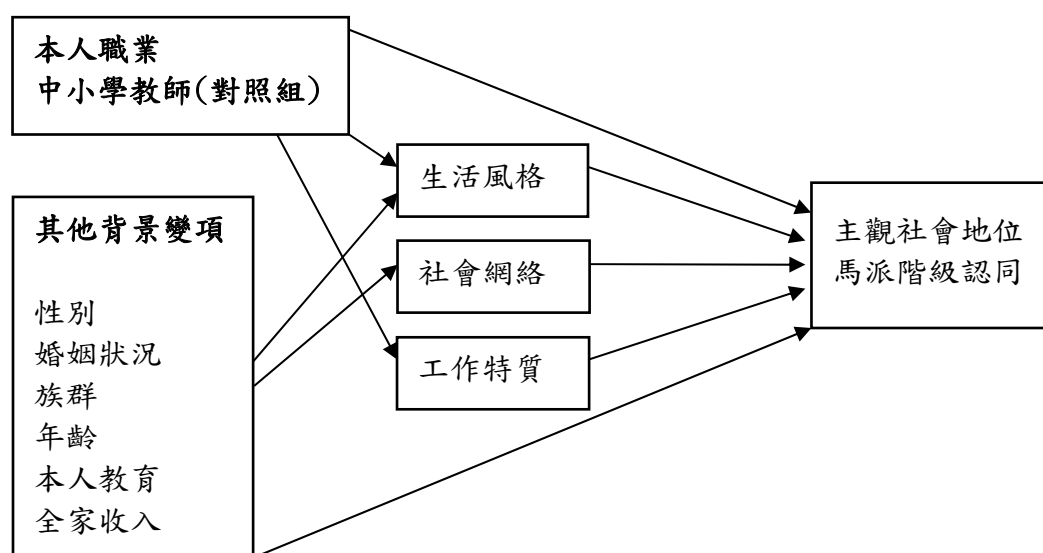 本人職業
中小學教師(對照組)
生活風格
其他背景變項
主觀社會地位
馬派階級認同
社會網絡
性別
婚姻狀況
工作特質
族群
年齡
本人教育
全家收入